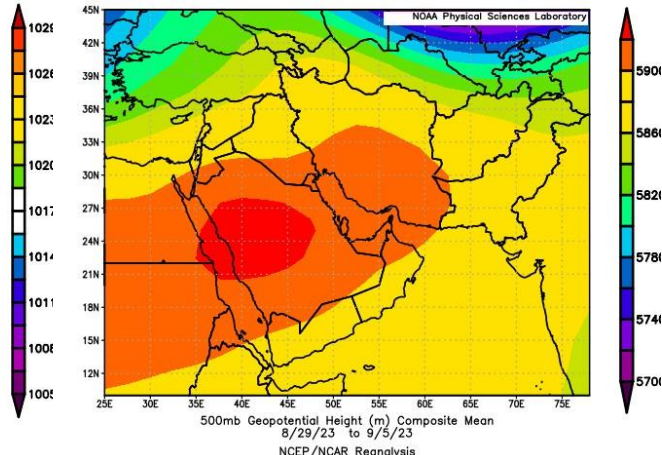 NOAA Physical Sciences Laboratory
1029
1026
1023
1020
1017
1014
1011
1008
1005
45N
42N
39N
36N
33N
30N
27N
24N
21N
18N
15N
12N
25E 30E 35E 40E 45E 50E 55E 60E 65E 70E 75E
5900
5860
5820
5780
5740
5700
500mb Geopotential Height (m) Composite Mean
8/29/23 to 9/5/23
NCEP/NCAR Reanalysis